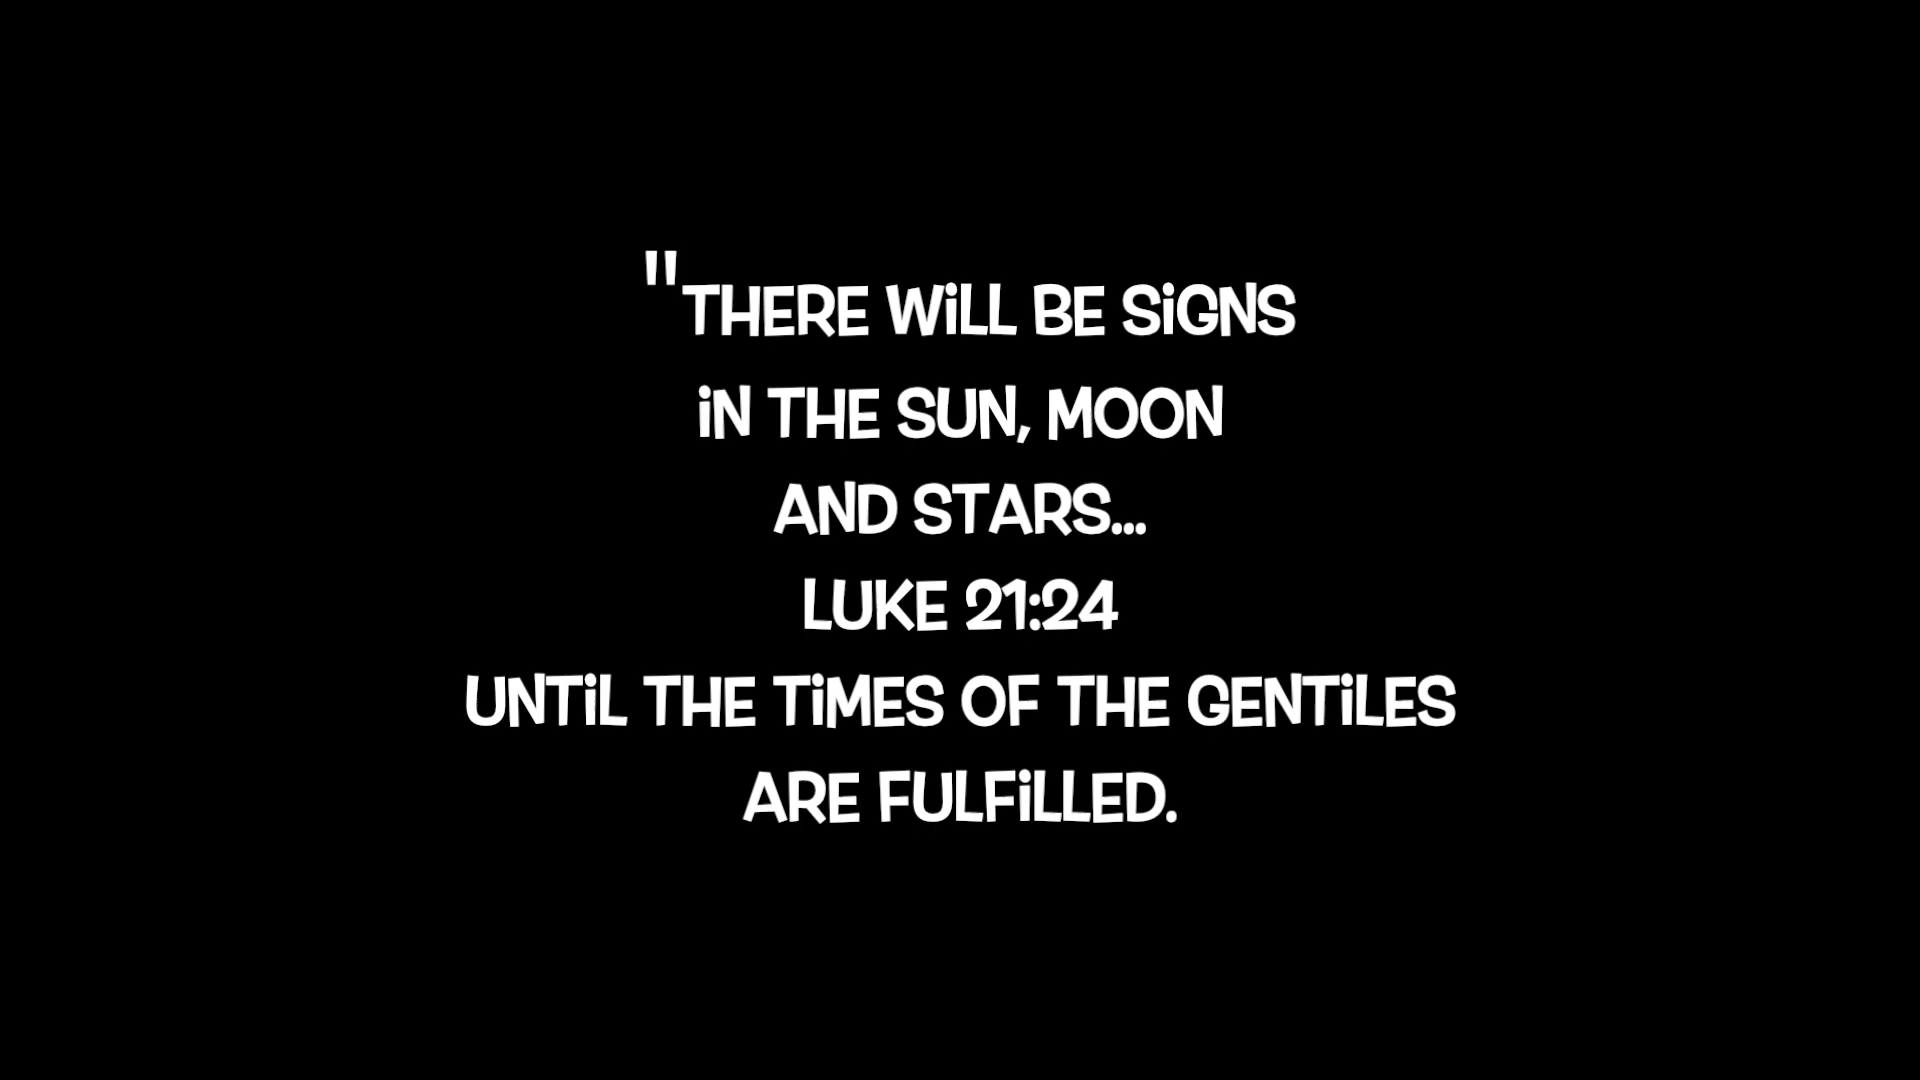 "THERE WiLL BE SiGNS
iN THE SUN, MOON
AND STARS...
LUKE 21:24
UNTiL THE TiMES OF THE GENTiLES
ARE FULFiLLED.